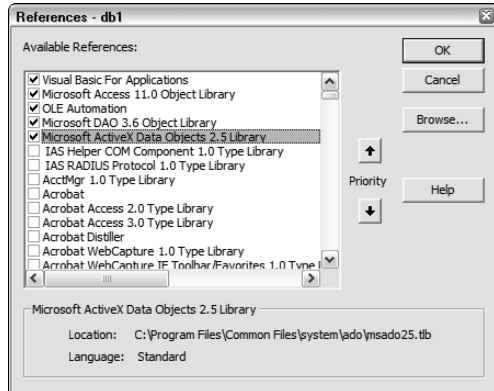 References - db1
Available References:
Visual Basic For Applications
Microsoft Access 11.0 Object Library
OLE Automation
Microsoft DAO 3.6 Object Library
Microsoft ActiveX Data Objects 2.5 Library
IAS Helper COM Component 1.0 Type Library
IAS RADIUS Protocol 1.0 Type Library
AcctMgr 1.0 Type Library
Acrobat
Acrobat Access 2.0 Type Library
Acrobat Access 3.0 Type Library
Acrobat Distiller
Acrobat WebCapture 1.0 Type Library
Acrobat WebCapture IE Toolbar/Favorites 1.0 Type l
Priority
OK
Cancel
Browse...
Help
Microsoft ActiveX Data Objects 2.5 Library
Location: C:\Program Files\Common Files\system\ado\msado25.tlb
Language: Standard